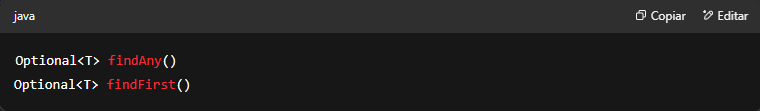 java
Copiar
Editar
Optional<T> findAny()
Optional<T> findFirst()